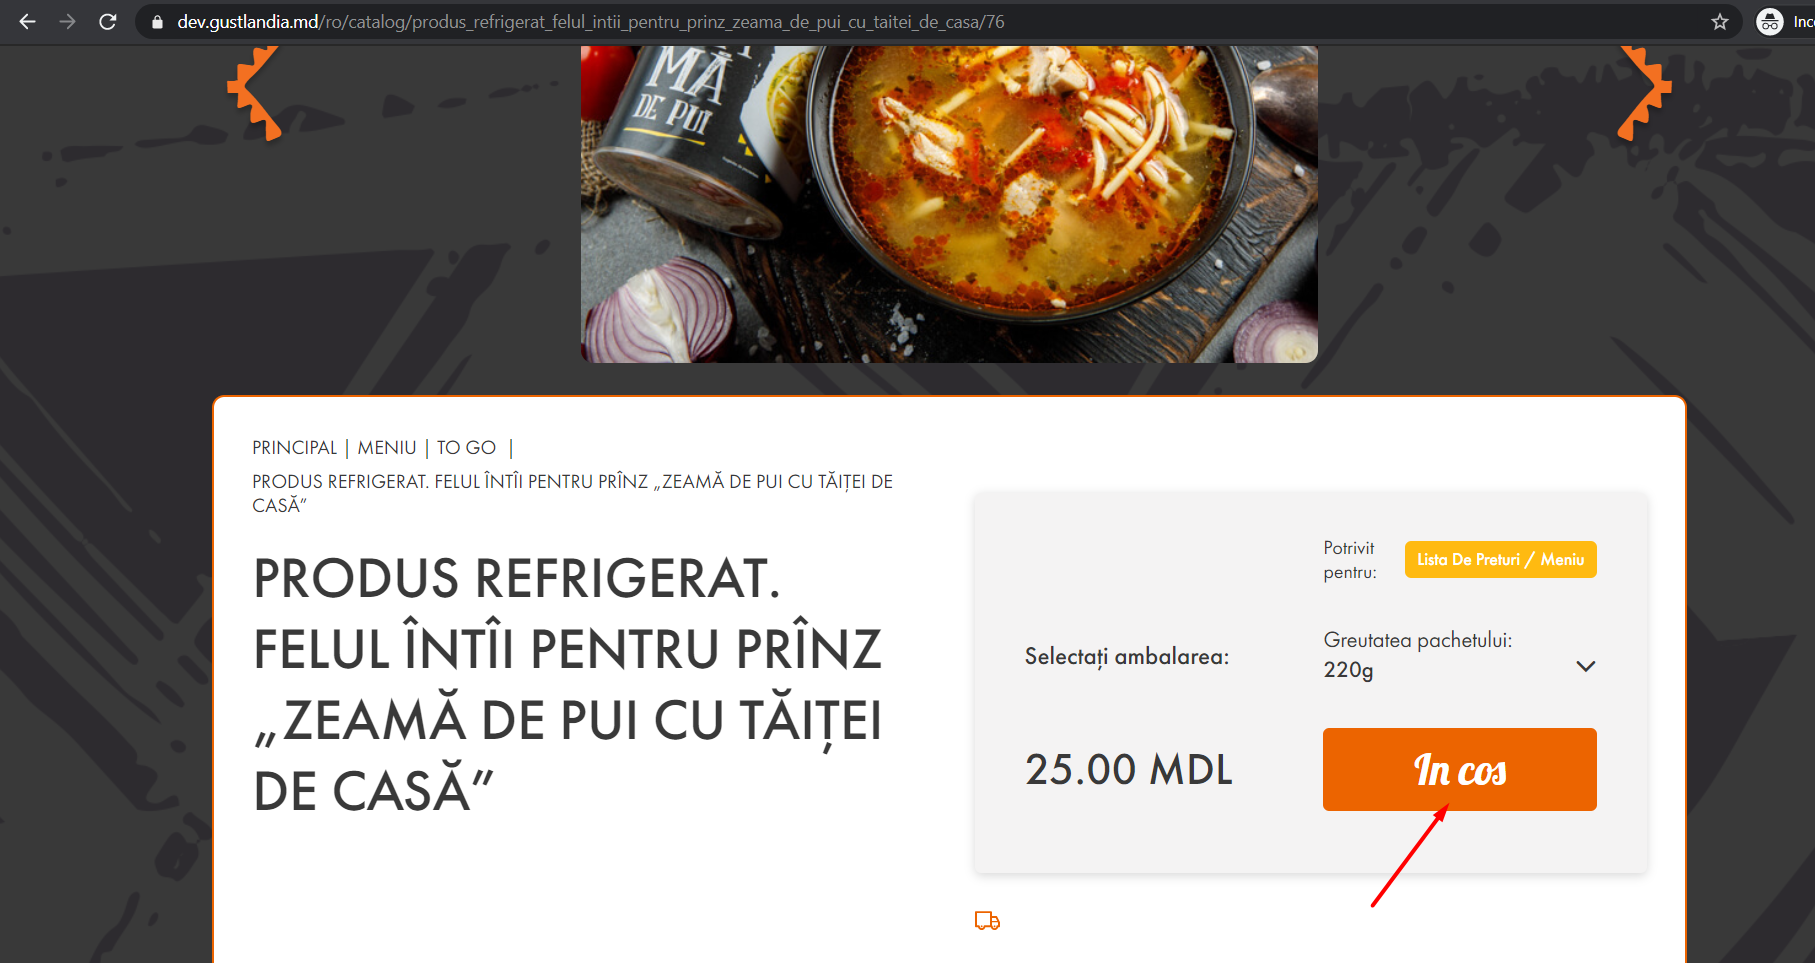 dev.gustlandia.md/ro/catalog/produs_refrigerat_felul_intii_pentru_prinz_zeama_de_pui_cu_taitei_de_casa/76
MĂ
DE PUI
PRINCIPAL | MENIU | TO GO |
PRODUS REFRIGERAT. FELUL ÎNTÎI PENTRU PRÎNZ „ZEAMĂ DE PUI CU TĂIȚEI DE
CASĂ”
PRODUS REFRIGERAT.
FELUL ÎNTÎI PENTRU PRÎNZ
„ZEAMĂ DE PUI CU TĂIȚEI
DE CASĂ”
Potrivit
pentru:
Lista De Preturi / Meniu
Selectați ambalarea:
Greutatea pachetului:
220g
25.00 MDL
In cos